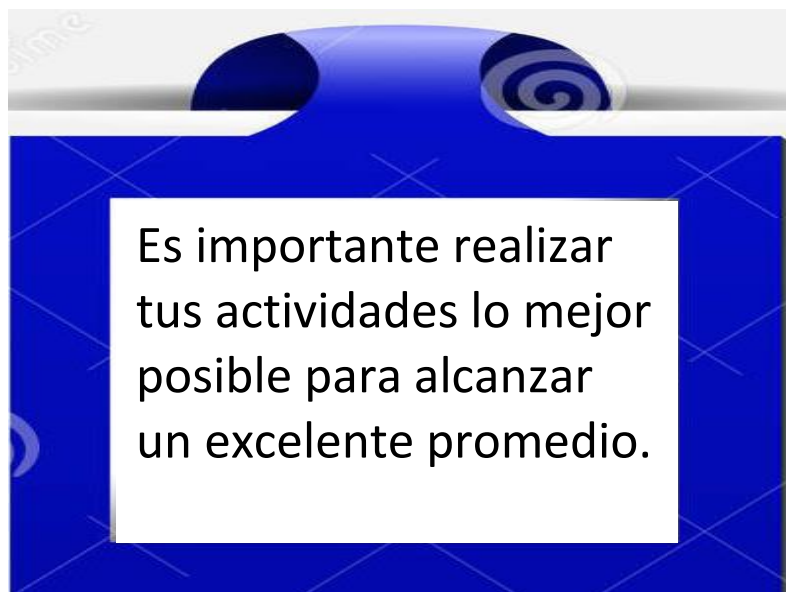 Es importante realizar
tus actividades lo mejor
posible para alcanzar
un excelente promedio.